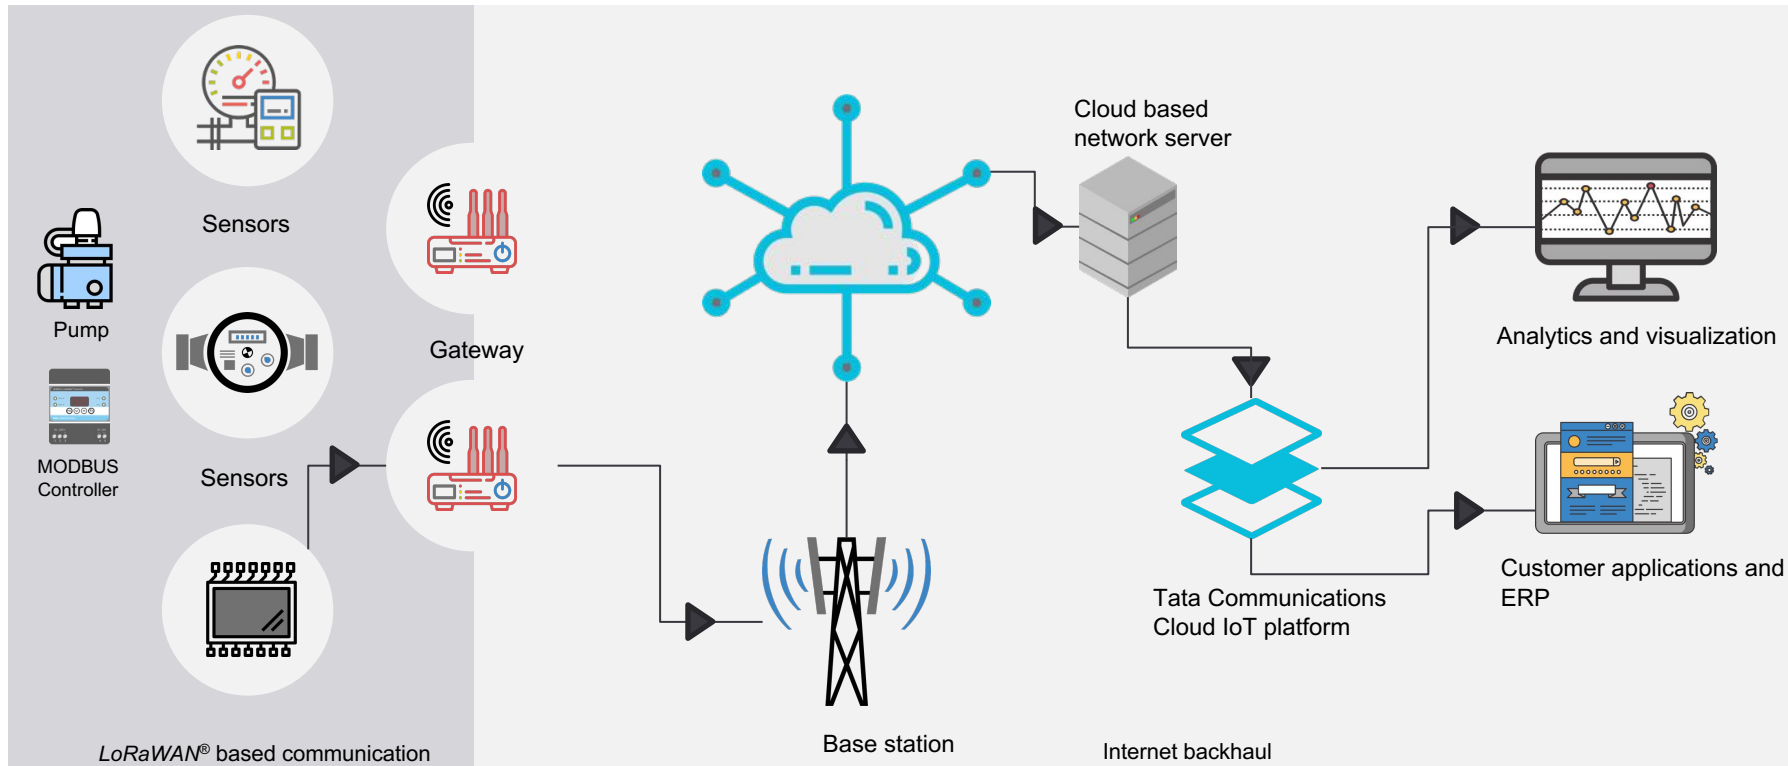 Cloud based
network server
Sensors
Pump
Gateway
Analytics and visualization
MODBUS
Controller
Sensors
Customer applications and
ERP
Tata Communications
Cloud IoT platform
Base station
LoRaWAN® based communication
Internet backhaul